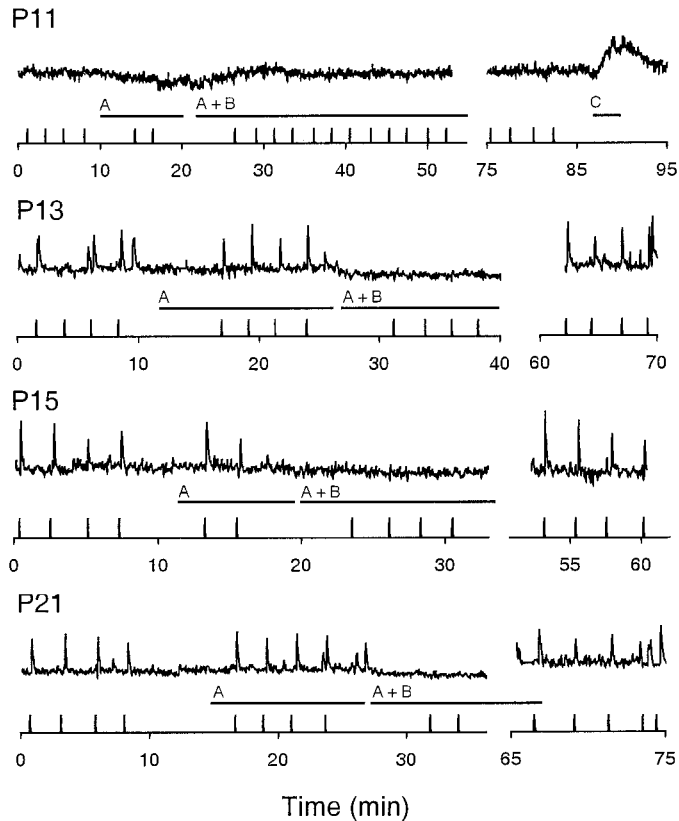 P11
A A + B C
0 10 20 30 40 50 75 85 95
P13
A A + B
0 10 20 30 40 60 70
P15
A A + B
0 10 20 30 55 60
P21
A A + B
0 10 20 30 65 75
Time (min)